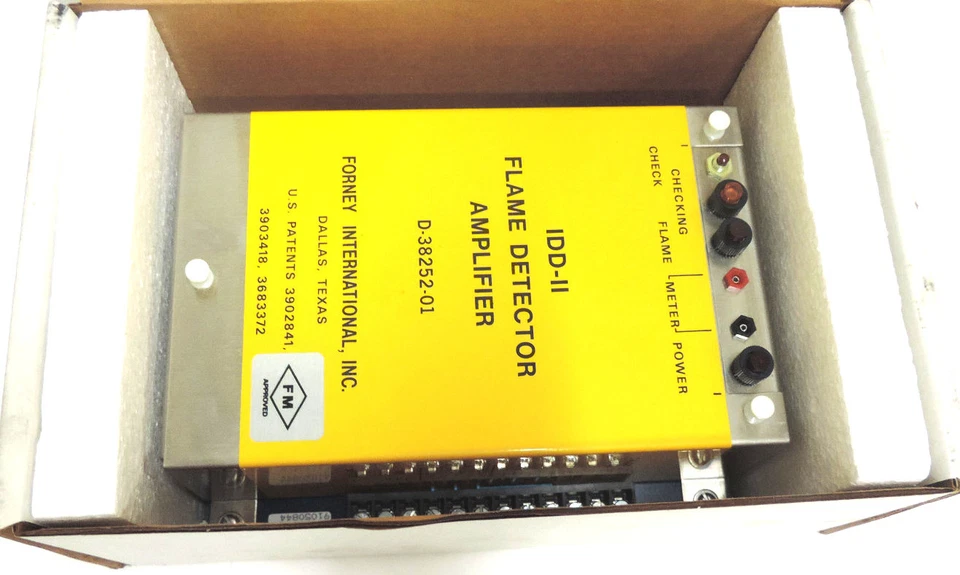 CHECKING
CHECK
FLAME
METER
POWER
IDD-II
FLAME DETECTOR
AMPLIFIER
D-38252-01
FORNEY INTERNATIONAL, INC.
DALLAS, TEXAS
U.S. PATENTS 3902841,
3903418, 3683372
FM
APPROVED
91050844